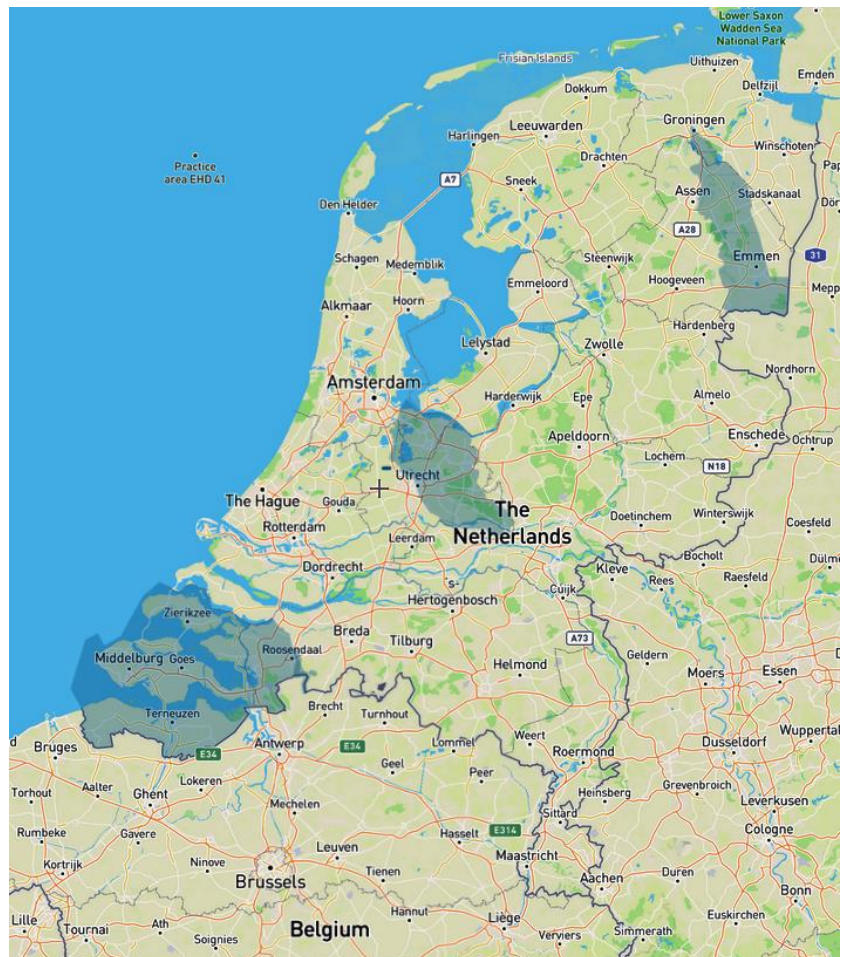 Lower Saxon
Wadden Sea
National Park
Frisian Islands
Uithuizen
Emden
Dokkum
Delfzijl
Groningen
Leeuwarden
Harlingen
Winschoten
Practice
area EHD 41
Drachten
Pap
A7
Sneek
Assen
Stadskanaal
Den Helder
Dör
A28
Schagen
Medemblik
Steenwijk
Emmen
31
Emmeloord
Hoogeveen
Mepp
Alkmaar
Hoorn
Hardenberg
Lelystad
Zwolle
Nordhorn
Amsterdam
Harderwijk
Epe
Almelo
Apeldoorn
Enschede
Ochtrup
Lochem
N18
Utrecht
The Hague
Gouda
The
Netherlands
Doetinchem
Winterswijk
Coesfeld
Rotterdam
Leerdam
Bocholt
Dülm
Dordrecht
-S-
Kleve
Rees
Raesfeld
Cuijk
Hertogenbosch
Zierikzee
Breda
Tilburg
A73
Roosendaal
Geldern
Middelburg
Goes
Helmond
Moers
Essen
D
Terneuzen
Brecht
Turnhout
Weert
Wuppertal
Bruges
E34
Antwerp
E34
Lommel
Roermond
Dusseldorf
Geel
Peer
Torhout
Aalter
Ghent
Lokeren
Heinsberg
Grevenbroich
Mechelen
Leverkusen
Sittard
Rumbeke
Gavere
Hasselt
E314
Cologne
Leuven
Maastricht
Kortrijk
Ninove
Tienen
Aachen
Duren
Brussels
Bonn
Lille
Tournai
Ath
Soignies
Belgium
Hannut
Liège
Verviers
Simmerath
Euskirchen